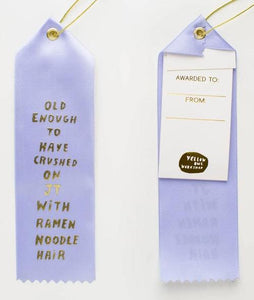 OLD
ENOUGH
TO
HAVE
CRUSHED
ON
JT
WITH
RAMEN
NOODLE
HAIR
AWARDED TO:
FROM:
YELLOW
OWL
WORKSHOP